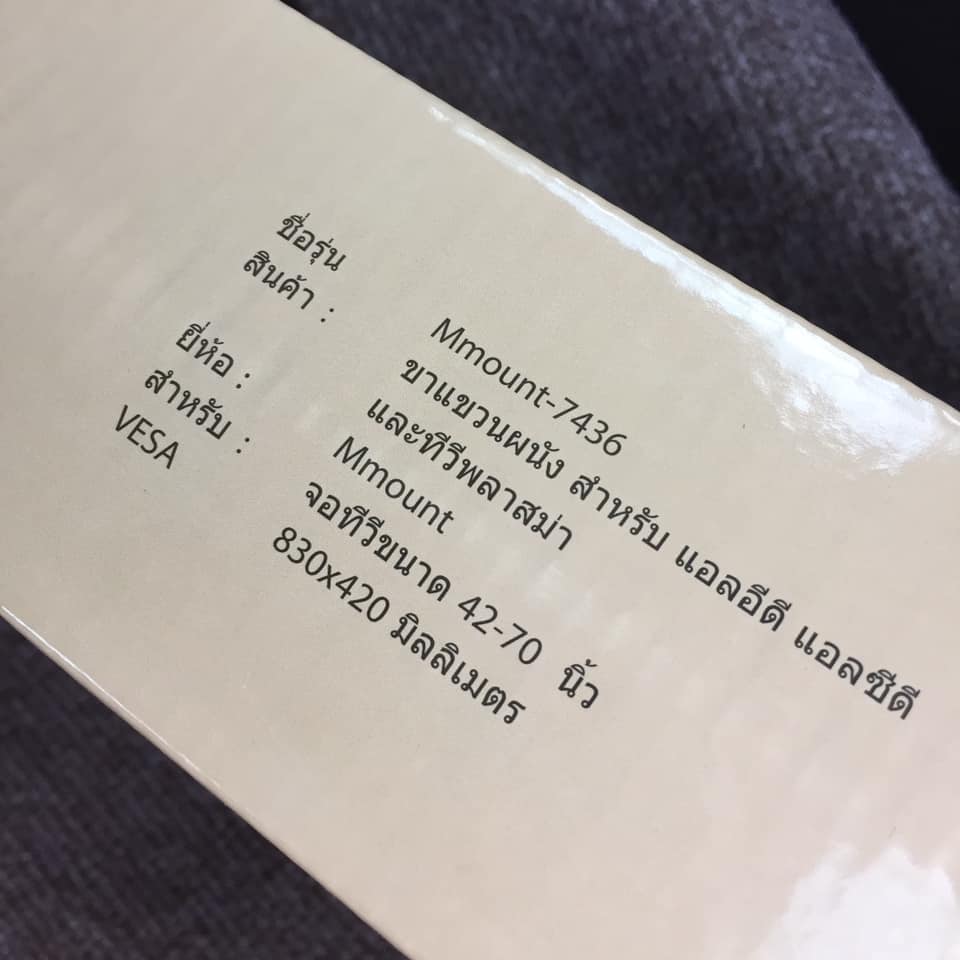 ชื่อรุ่น
สินค้า : Mmount-7436
ขาแขวนผนัง สำหรับ แอลอีดี แอลซีดี
และทีวีพลาสม่า
ยี่ห้อ : Mmount
สำหรับ : จอทีวีขนาด 42-70 นิ้ว
VESA 830x420 มิลลิเมตร